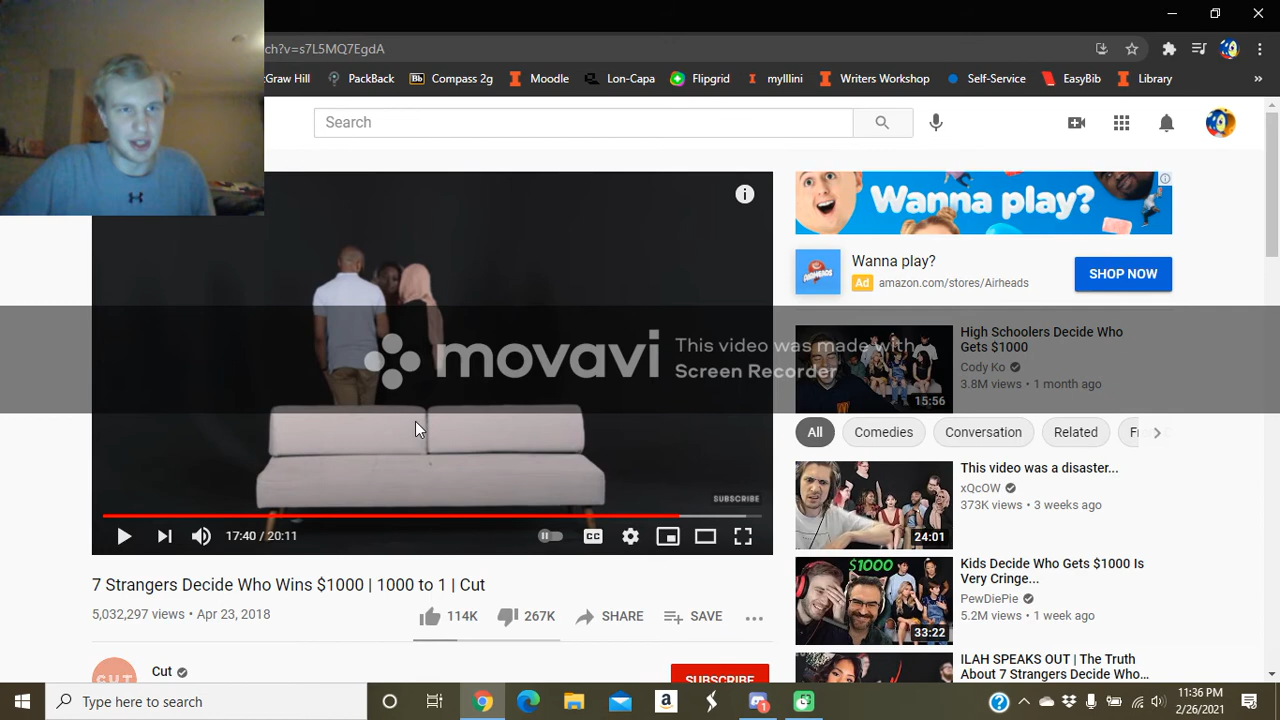 ch?v=s7L5MQ7EgdA
Graw Hill
PackBack
Bb Compass 2g
Moodle
Lon-Capa
Flipgrid
myIllini
Writers Workshop
Self-Service
EasyBib
Library
»
Search
i
Wanna play?
Wanna play?
Ad amazon.com/stores/Airheads
SHOP NOW
movavi
This video was made with
Screen Recorder
High Schoolers Decide Who
Gets $1000
Cody Ko
3.8M views • 1 month ago
15:56
All
Comedies
Conversation
Related
SUBSCRIBE
17:40 / 20:11
CC
This video was a disaster...
xQcOW
373K views • 3 weeks ago
24:01
7 Strangers Decide Who Wins $1000 | 1000 to 1 | Cut
5,032,297 views • Apr 23, 2018
114K
267K
SHARE
SAVE
...
$1000
Kids Decide Who Gets $1000 Is
Very Cringe...
PewDiePie
5.2M views • 1 week ago
33:22
CUT
Cut
SUBSCRIBE
ILAH SPEAKS OUT | The Truth
About 7 Strangers Decide Who...
Type here to search
11:36 PM
2/26/2021